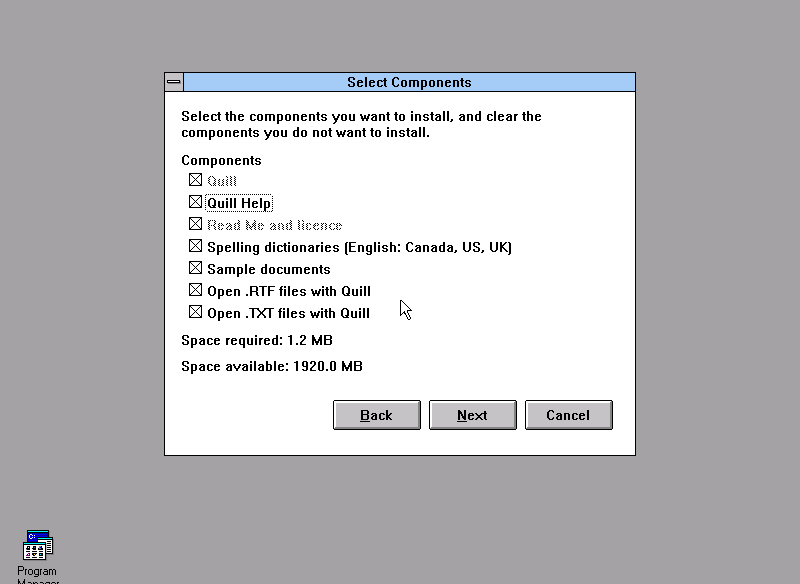 Select Components
Select the components you want to install, and clear the
components you do not want to install.
Components
Quill
Quill Help
Read Me and licence
Spelling dictionaries (English: Canada, US, UK)
Sample documents
Open .RTF files with Quill
Open .TXT files with Quill
Space required: 1.2 MB
Space available: 1920.0 MB
Back
Next
Cancel
C:
Program
Manager